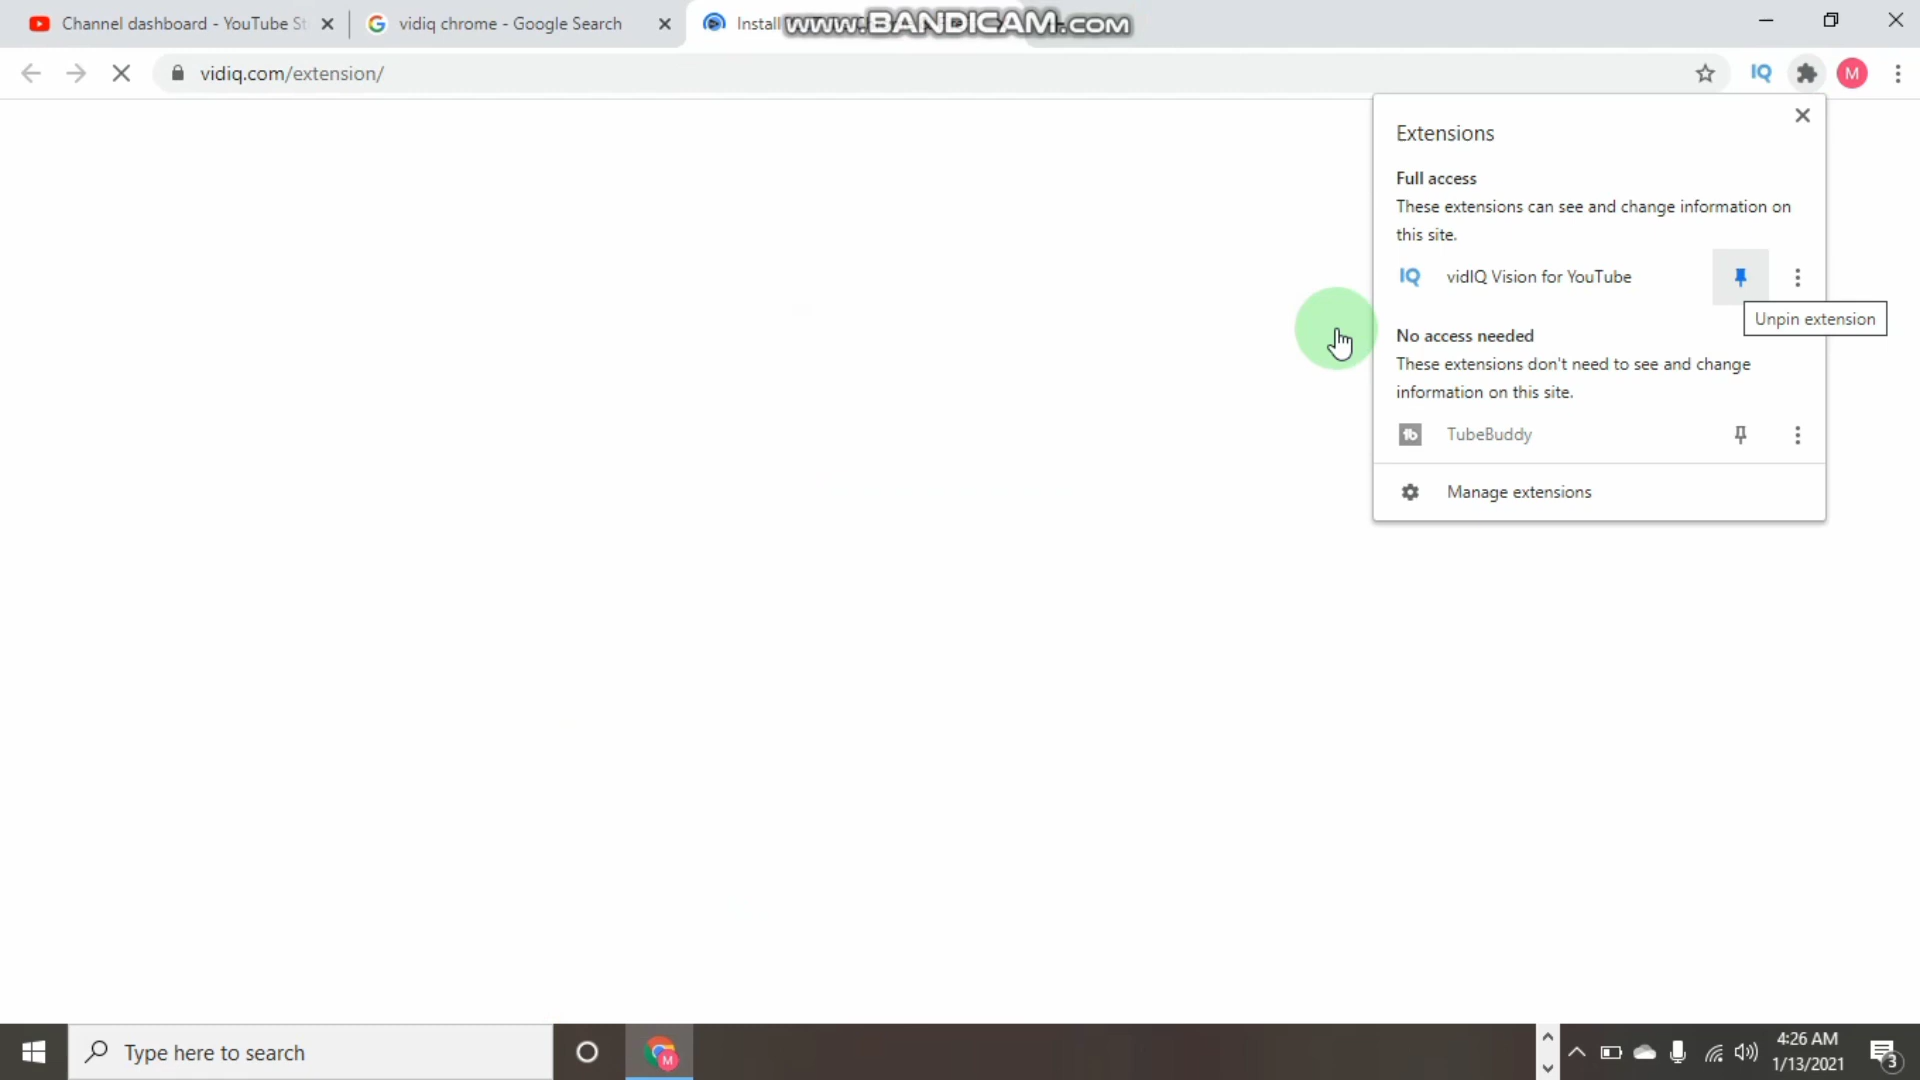 Channel dashboard - YouTube St
vidiq chrome - Google Search
Install
www.BANDICAM.com
vidiq.com/extension/
IQ
M
Extensions
Full access
These extensions can see and change information on
this site.
IQ vidIQ Vision for YouTube
Unpin extension
No access needed
These extensions don't need to see and change
information on this site.
tb TubeBuddy
Manage extensions
Type here to search
M
4:26 AM
1/13/2021
3